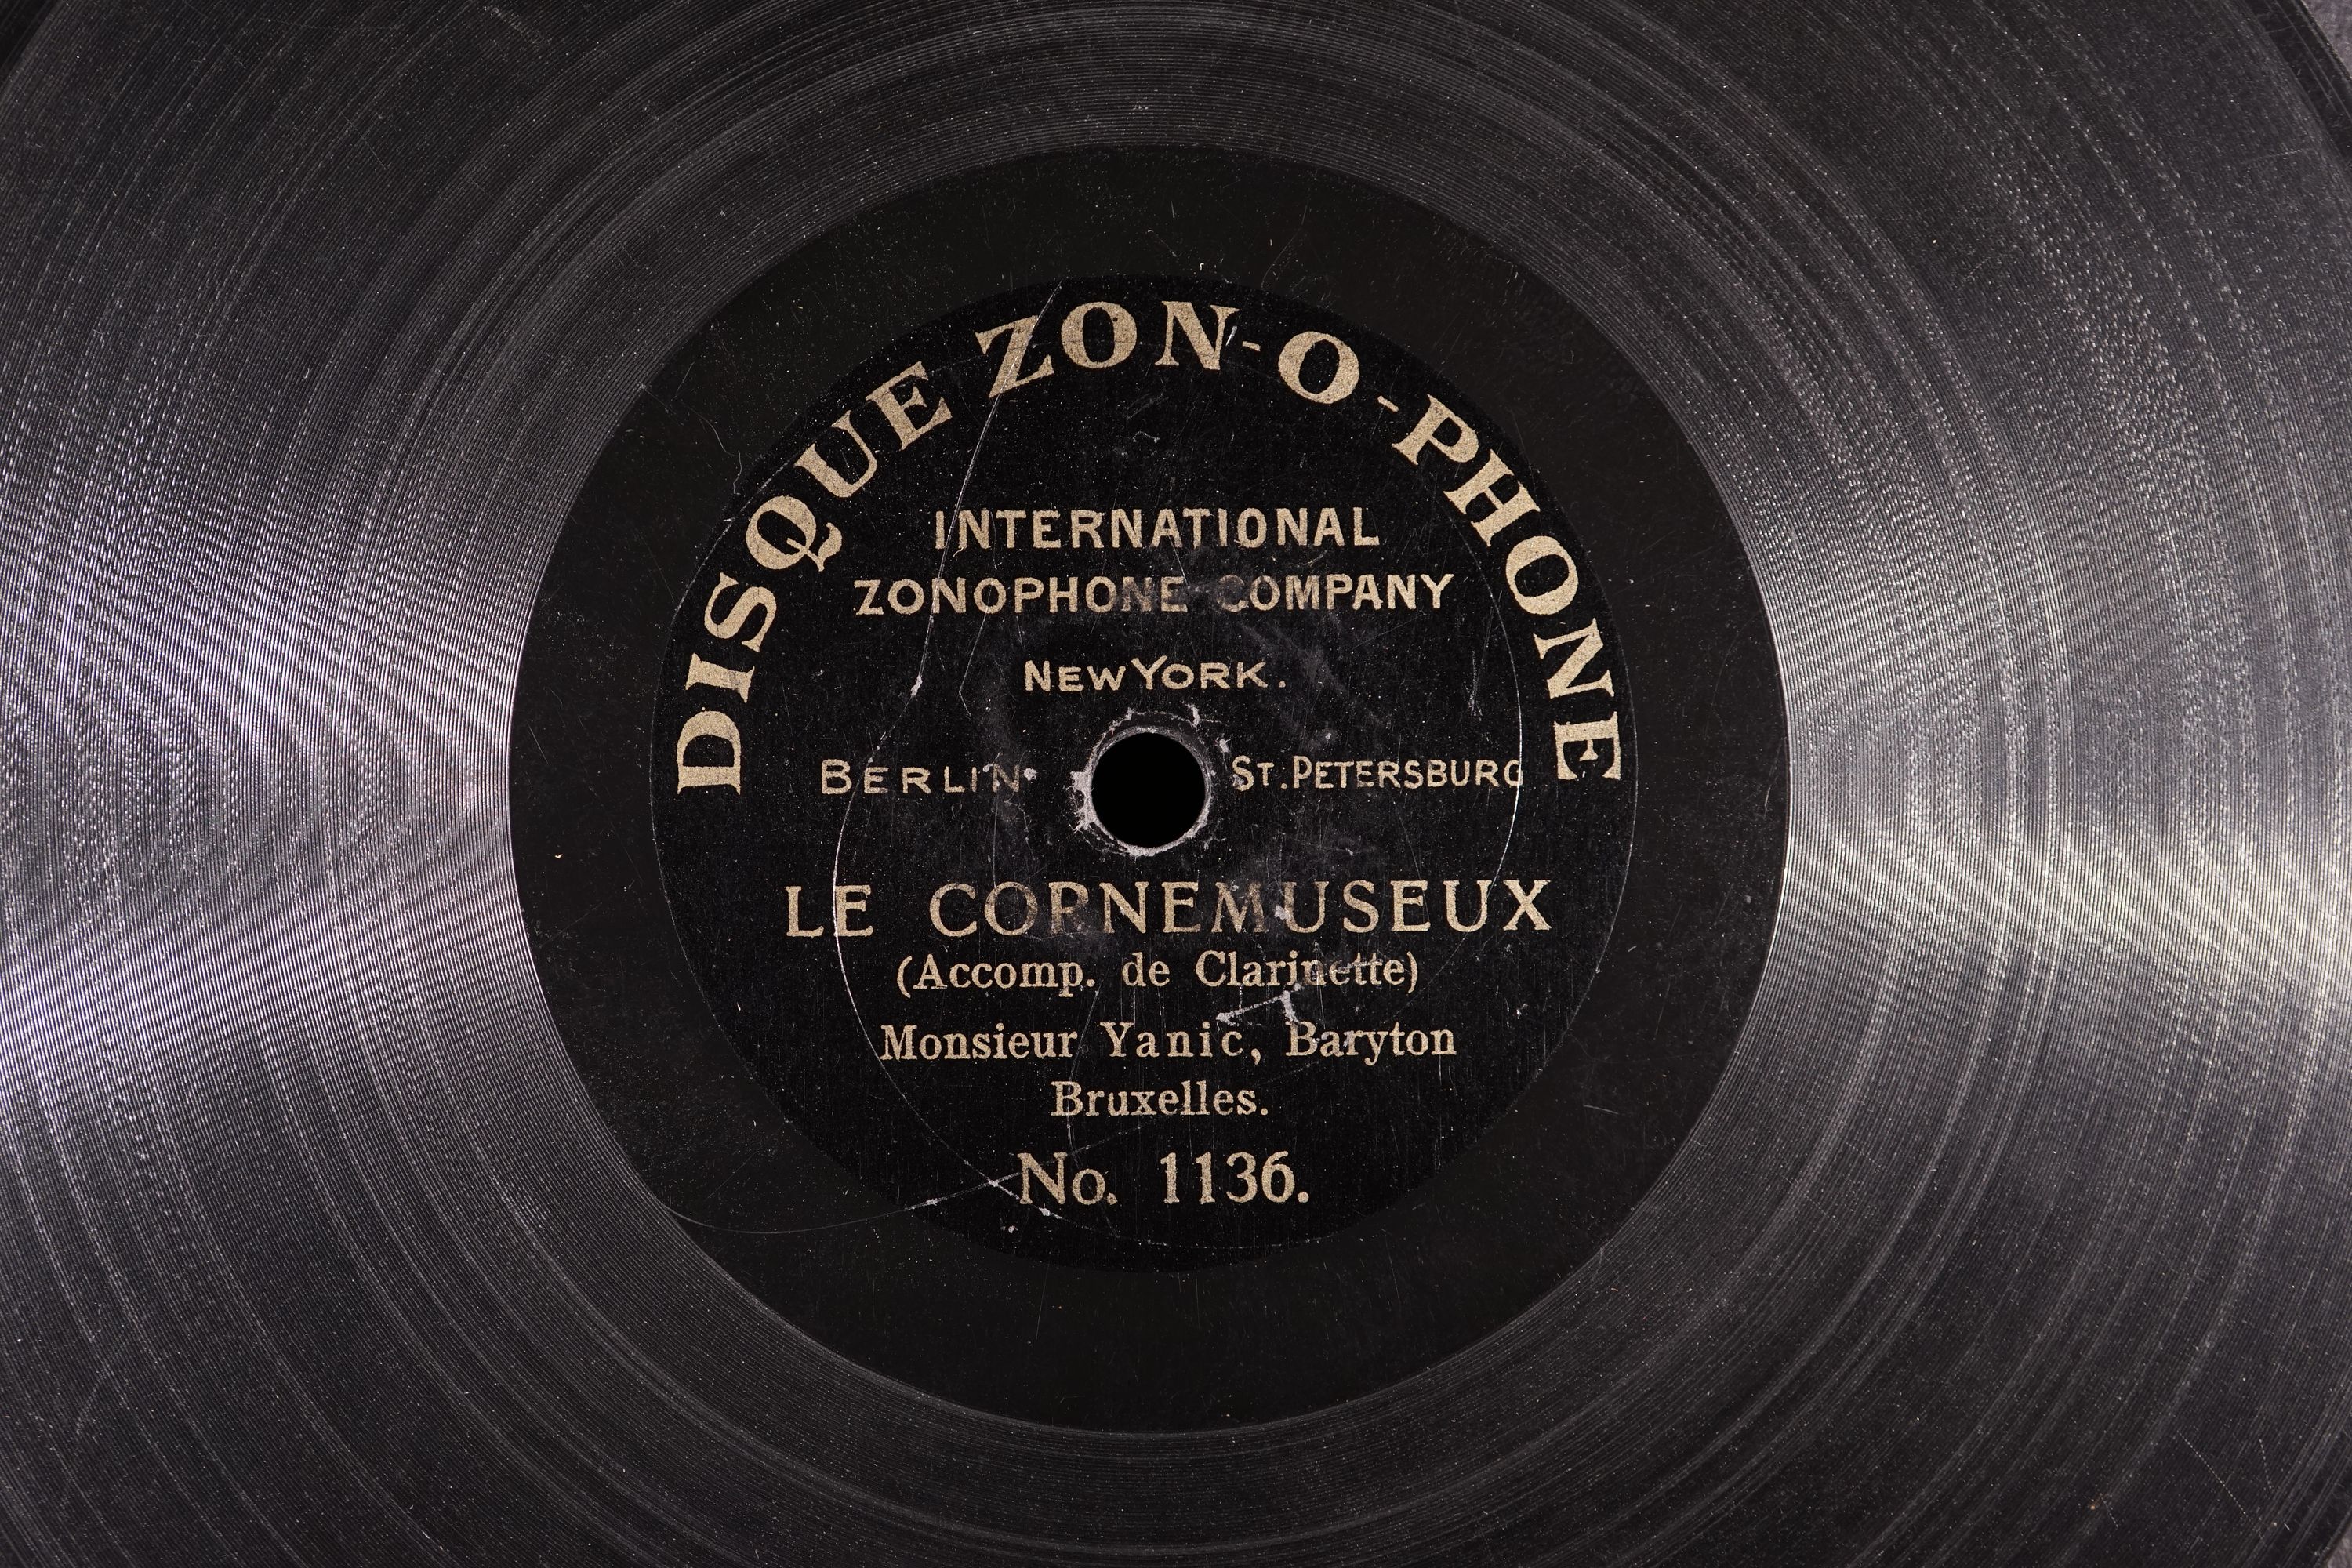 DISQUE ZON-O-PHONE
INTERNATIONAL
ZONOPHONE COMPANY
NEW YORK.
BERLIN ST. PETERSBURG
LE CORNEMUSEUX
(Accomp. de Clarinette)
Monsieur Yanic, Baryton
Bruxelles.
No. 1136.